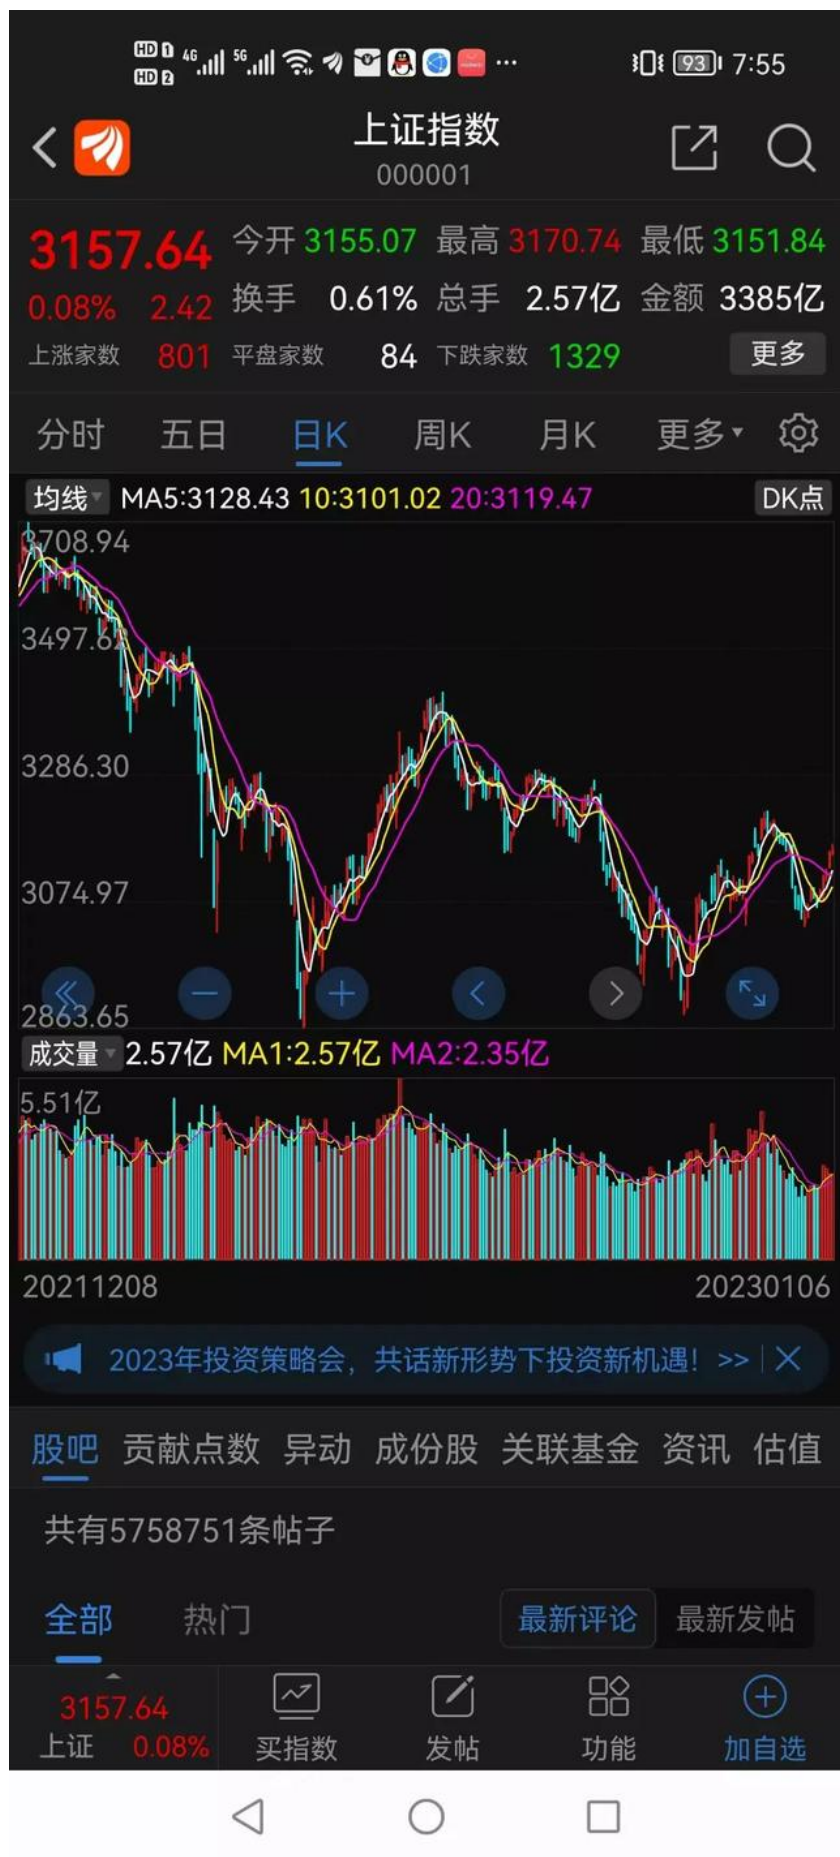 HD 1 4G 5G 93 7:55
HD 2
上证指数
000001
3157.64 今开 3155.07 最高 3170.74 最低 3151.84
0.08% 2.42 换手 0.61% 总手 2.57亿 金额 3385亿
上涨家数 801 平盘家数 84 下跌家数 1329 更多
分时 五日 日K 周K 月K 更多
均线 MA5:3128.43 10:3101.02 20:3119.47 DK点
3708.94
3497.62
3286.30
3074.97
2863.65
成交量 2.57亿 MA1:2.57亿 MA2:2.35亿
5.51亿
20211208 20230106
2023年投资策略会，共话新形势下投资新机遇！>>
股吧 贡献点数 异动 成份股 关联基金 资讯 估值
共有5758751条帖子
全部 热门 最新评论 最新发帖
3157.64
上证 0.08% 买指数 发帖 功能 加自选